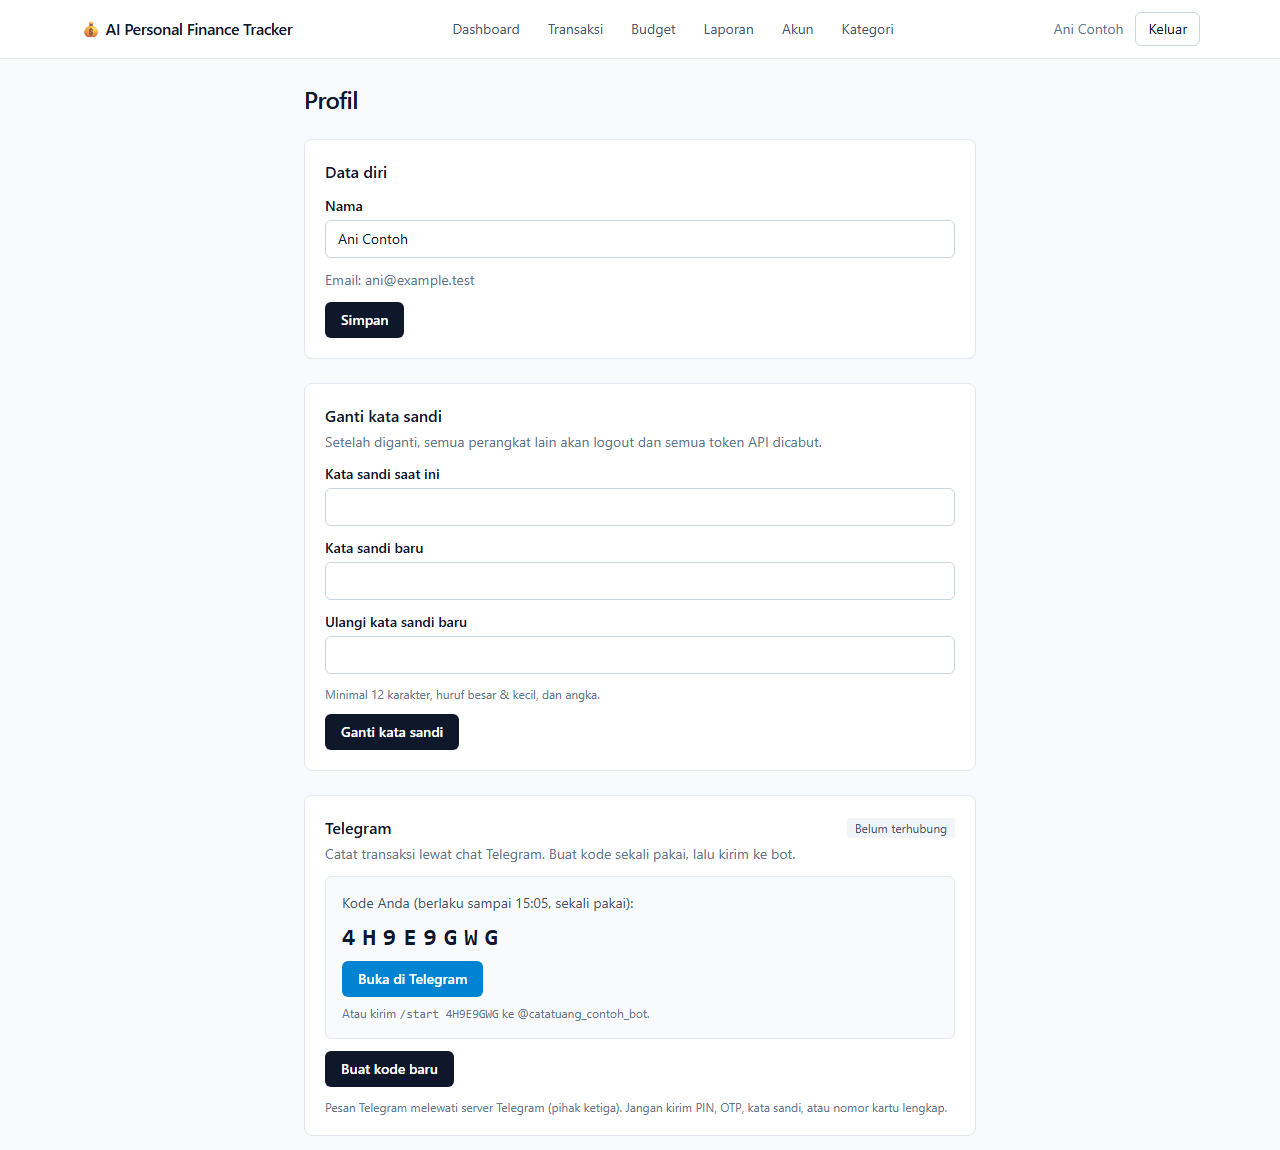 AI Personal Finance Tracker
Dashboard
Transaksi
Budget
Laporan
Akun
Kategori
Ani Contoh
Keluar
Profil
Data diri
Nama
Ani Contoh
Email: ani@example.test
Simpan
Ganti kata sandi
Setelah diganti, semua perangkat lain akan logout dan semua token API dicabut.
Kata sandi saat ini
Kata sandi baru
Ulangi kata sandi baru
Minimal 12 karakter, huruf besar & kecil, dan angka.
Ganti kata sandi
Telegram
Belum terhubung
Catat transaksi lewat chat Telegram. Buat kode sekali pakai, lalu kirim ke bot.
Kode Anda (berlaku sampai 15:05, sekali pakai):
4H9E9GWG
Buka di Telegram
Atau kirim /start 4H9E9GWG ke @catatuang_contoh_bot.
Buat kode baru
Pesan Telegram melewati server Telegram (pihak ketiga). Jangan kirim PIN, OTP, kata sandi, atau nomor kartu lengkap.